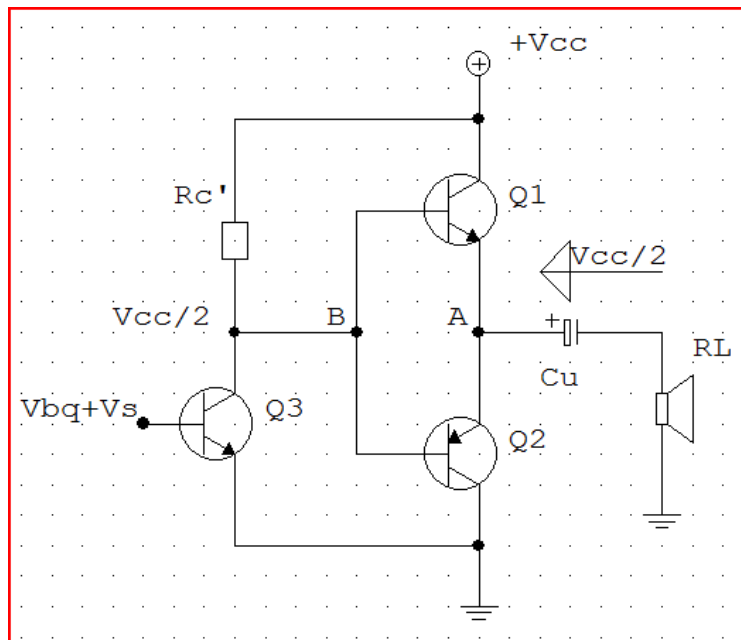 +Vcc
Rc'
Q1
Vcc/2
Vcc/2
B
A
+
Cu
RL
Vbq+Vs
Q3
Q2